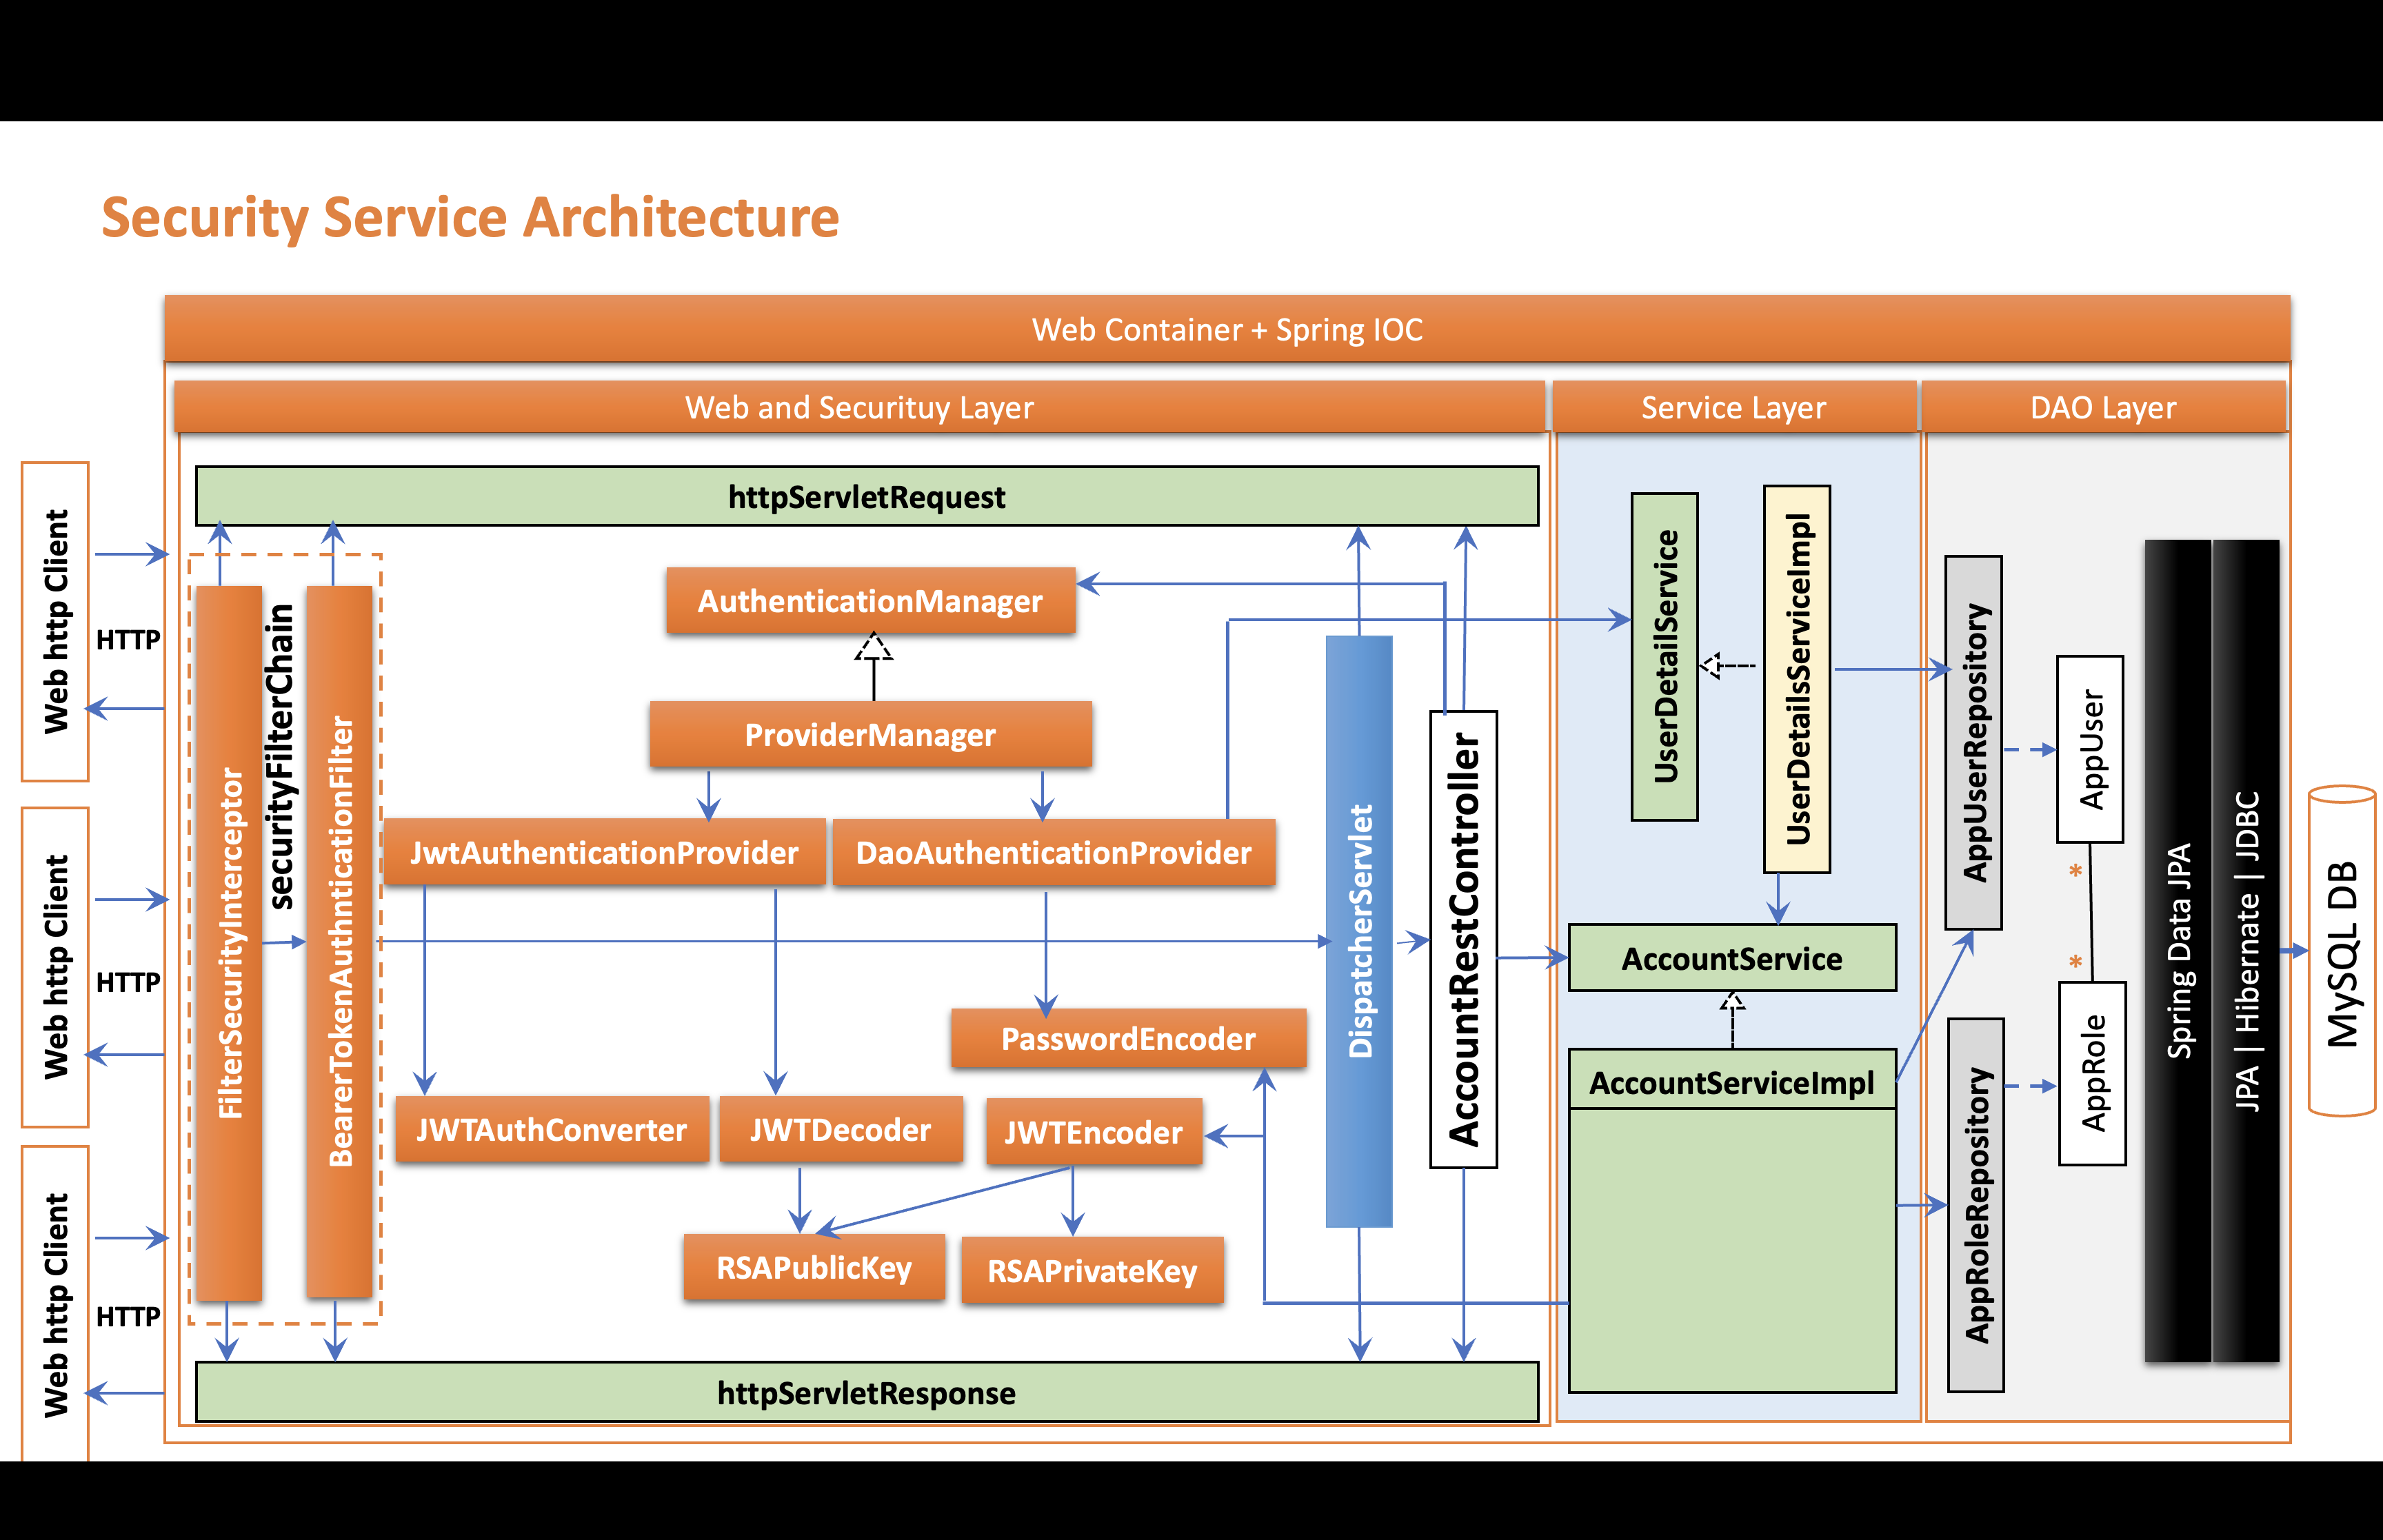 Security Service Architecture
Web Container + Spring IOC
Web and Securituy Layer
Service Layer
DAO Layer
Web http Client
HTTP
Web http Client
HTTP
Web http Client
HTTP
httpServletRequest
FilterSecurityInterceptor
securityFilterChain
BearerTokenAuthnticationFilter
AuthenticationManager
ProviderManager
JwtAuthenticationProvider
DaoAuthenticationProvider
PasswordEncoder
JWTAuthConverter
JWTDecoder
JWTEncoder
RSAPublicKey
RSAPrivateKey
httpServletResponse
DispatcherServlet
AccountRestController
UserDetailService
UserDetailsServiceImpl
AccountService
AccountServiceImpl
AppUserRepository
AppRoleRepository
AppUser
*
*
AppRole
Spring Data JPA
JPA | Hibernate | JDBC
MySQL DB